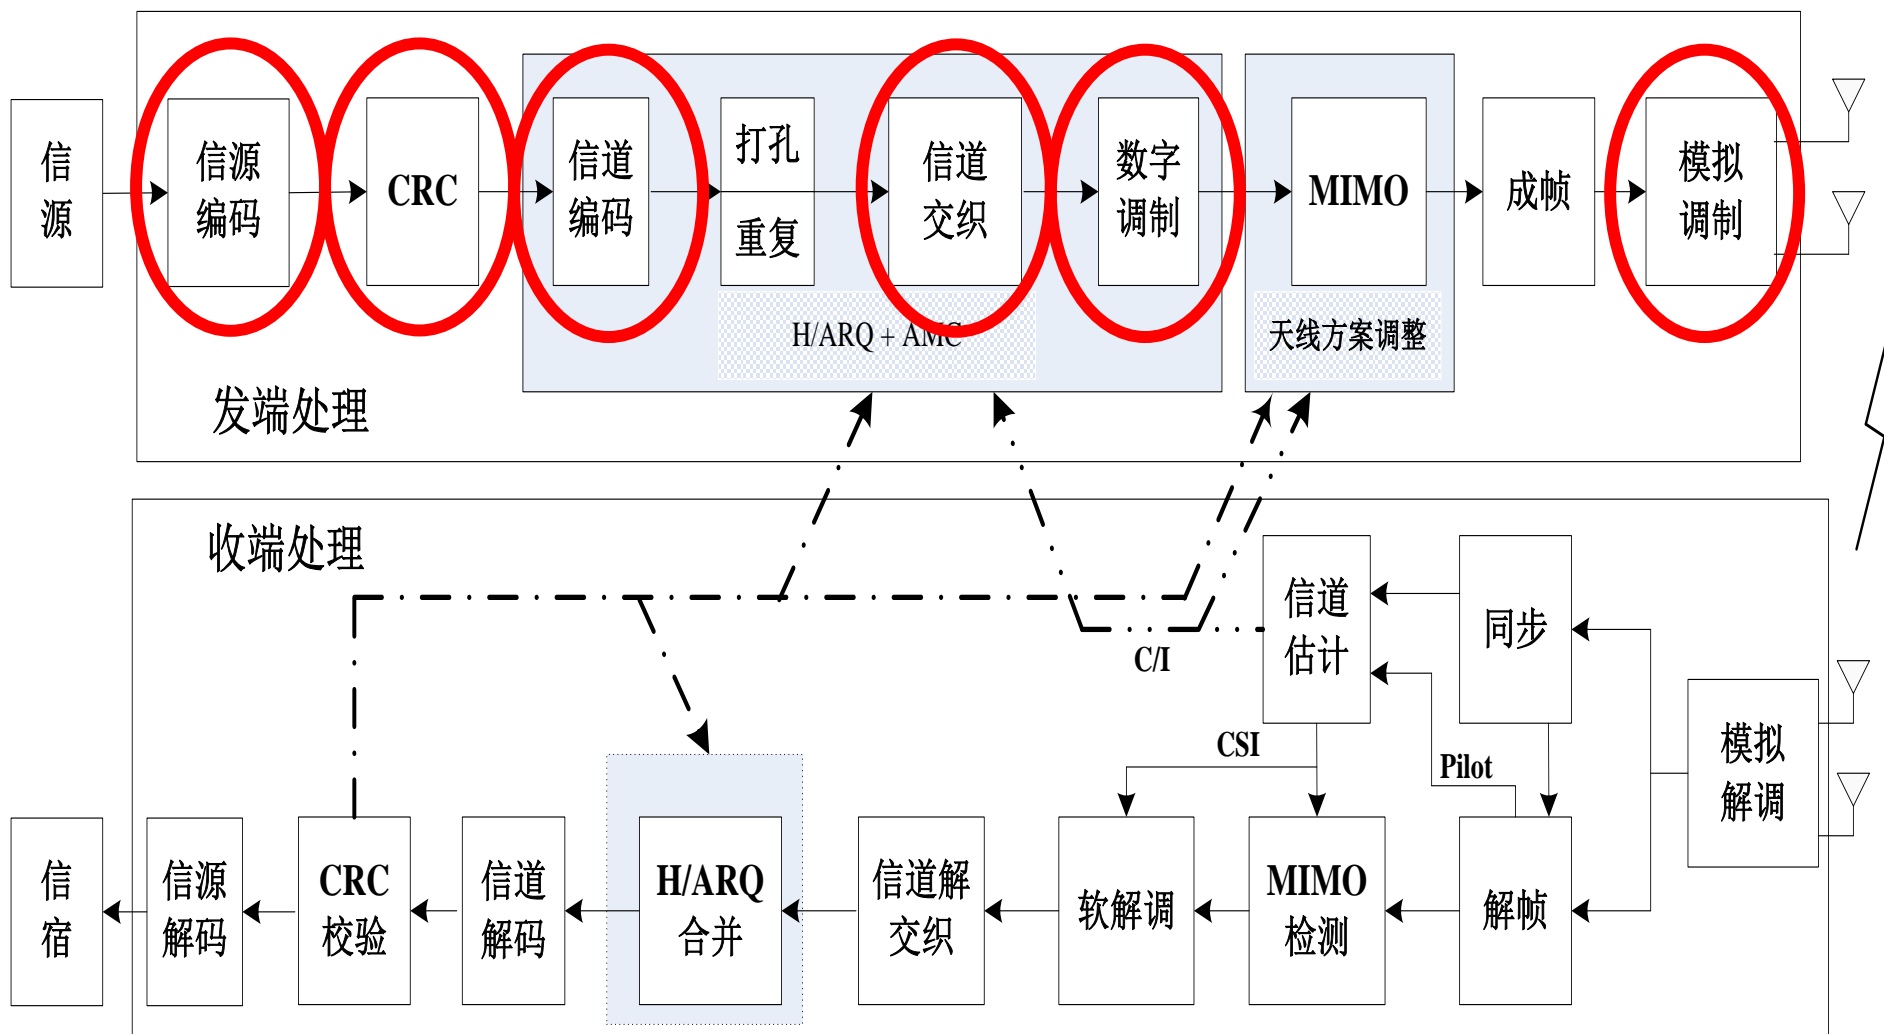 信
源
信源
编码
CRC
信道
编码
打孔
重复
信道
交织
数字
调制
MIMO
成帧
模拟
调制
H/ARQ + AMC
天线方案调整
发端处理
收端处理
信道
估计
同步
C/I
模拟
解调
CSI
Pilot
信
宿
信源
解码
CRC
校验
信道
解码
H/ARQ
合并
信道解
交织
软解调
MIMO
检测
解帧